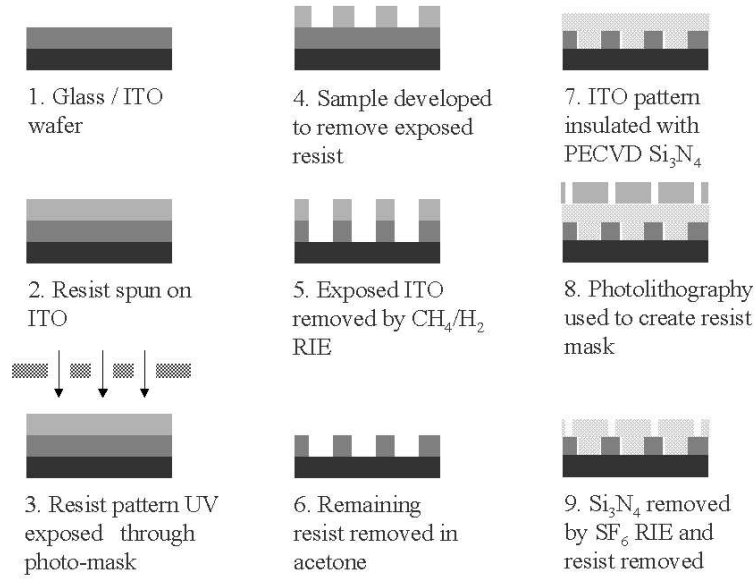 1. Glass / ITO
wafer
2. Resist spun on
ITO
3. Resist pattern UV
exposed through
photo-mask
4. Sample developed
to remove exposed
resist
5. Exposed ITO
removed by CH₄/H₂
RIE
6. Remaining
resist removed in
acetone
7. ITO pattern
insulated with
PECVD Si₃N₄
8. Photolithography
used to create resist
mask
9. Si₃N₄ removed
by SF₆ RIE and
resist removed